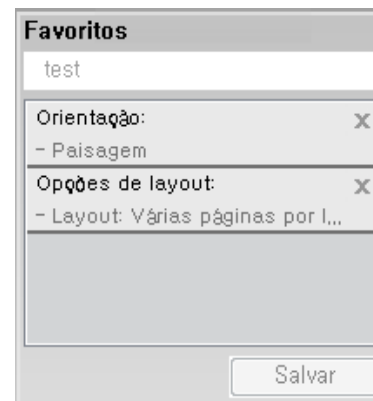 Favoritos
test
Orientação:
X
- Paisagem
Opções de layout:
X
- Layout: Várias páginas por l...
Salvar